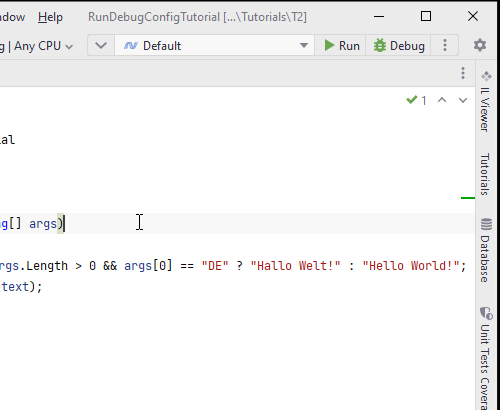 ndow Help RunDebugConfigTutorial [...\Tutorials\T2]
g | Any CPU Default Run Debug
1
ial
g[] args)
rgs.Length > 0 && args[0] == "DE" ? "Hallo Welt!" : "Hello World!";
text);
IL Viewer
Tutorials
Database
Unit Tests Covera